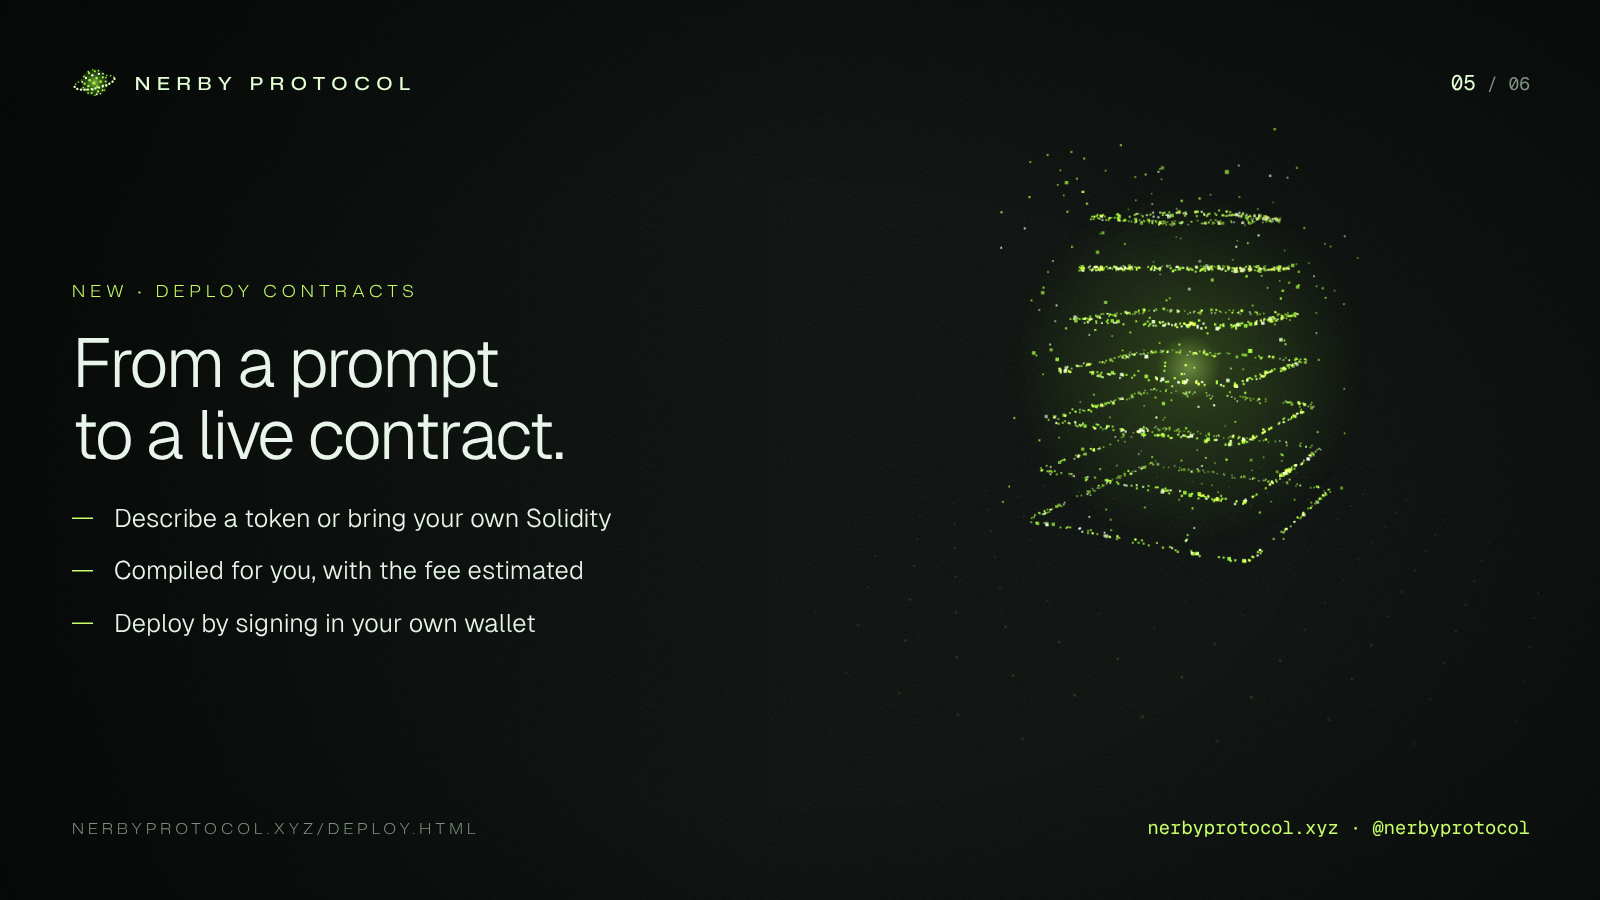 NERBY PROTOCOL
05 / 06
NEW · DEPLOY CONTRACTS
From a prompt
to a live contract.
— Describe a token or bring your own Solidity
— Compiled for you, with the fee estimated
— Deploy by signing in your own wallet
NERBYPROTOCOL.XYZ/DEPLOY.HTML
nerbyprotocol.xyz · @nerbyprotocol